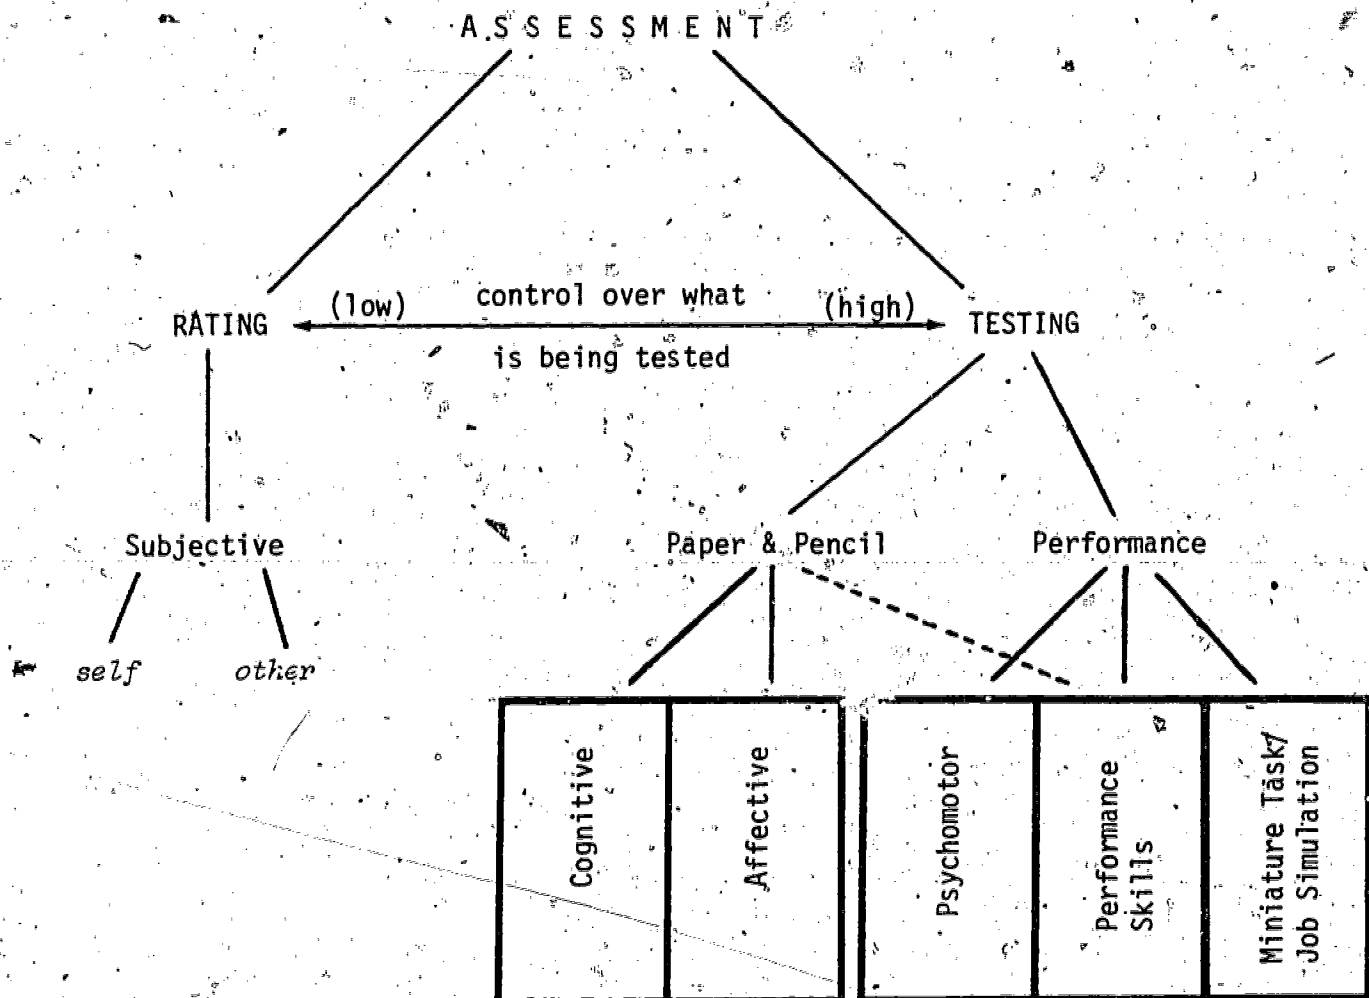 ASSESSMENT
(low) control over what (high)
RATING TESTING
is being tested
Subjective Paper & Pencil Performance
self other
Cognitive
Affective
Psychomotor
Performance
Skills
Miniature Task/
Job Simulation